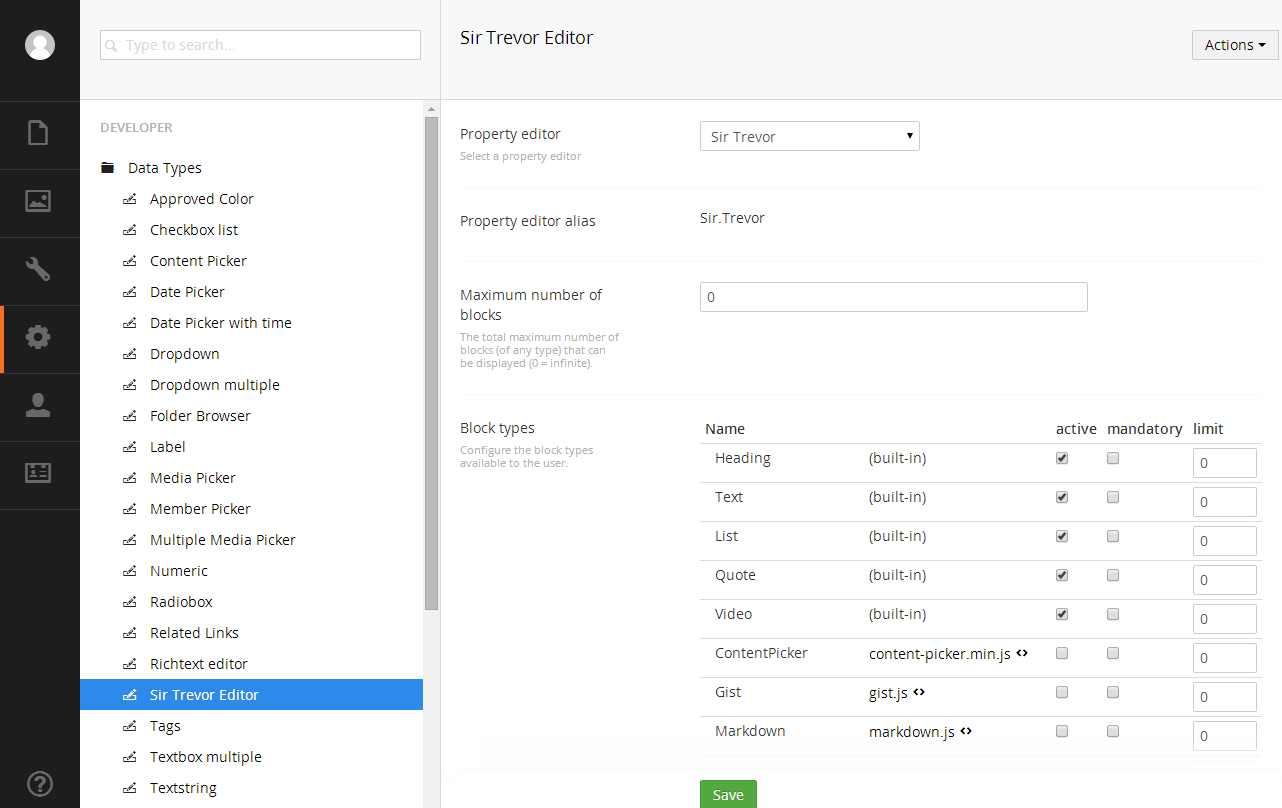 Type to search...
Sir Trevor Editor
Actions
DEVELOPER
Data Types
Approved Color
Checkbox list
Content Picker
Date Picker
Date Picker with time
Dropdown
Dropdown multiple
Folder Browser
Label
Media Picker
Member Picker
Multiple Media Picker
Numeric
Radiobox
Related Links
Richtext editor
Sir Trevor Editor
Tags
Textbox multiple
Textstring
Property editor
Select a property editor
Sir Trevor
Property editor alias
Sir.Trevor
Maximum number of
blocks
The total maximum number of
blocks (of any type) that can
be displayed (0 = infinite).
0
Block types
Configure the block types
available to the user.
Name active mandatory limit
Heading (built-in) 0
Text (built-in) 0
List (built-in) 0
Quote (built-in) 0
Video (built-in) 0
ContentPicker content-picker.min.js 0
Gist gist.js 0
Markdown markdown.js 0
Save